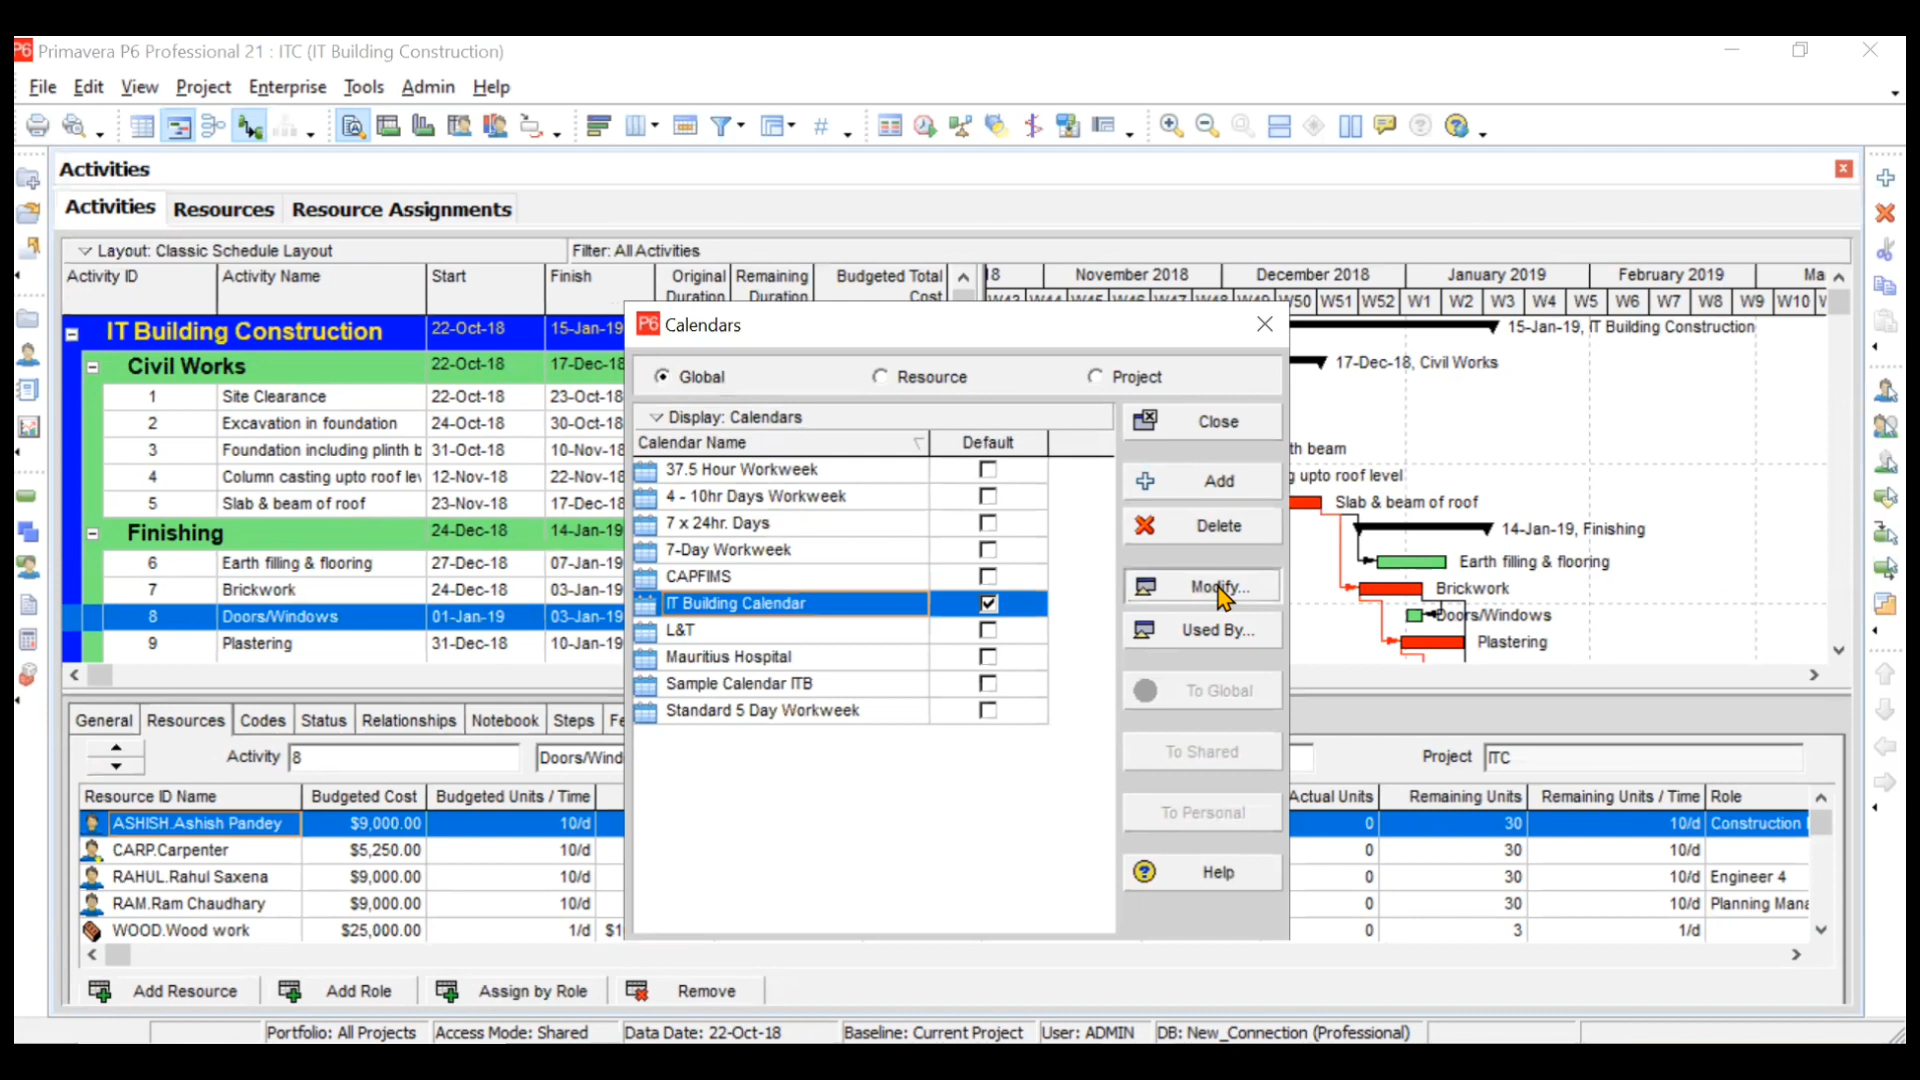 P6 Primavera P6 Professional 21 : ITC (IT Building Construction)
File Edit View Project Enterprise Tools Admin Help
Activities
Activities Resources Resource Assignments
Layout: Classic Schedule Layout Filter: All Activities
Activity ID Activity Name Start Finish Original Duration Remaining Duration Budgeted Total Cost
18 November 2018 December 2018 January 2019 February 2019 Ma
W43 W44 W45 W46 W47 W48 W49 W50 W51 W52 W1 W2 W3 W4 W5 W6 W7 W8 W9 W10
IT Building Construction 22-Oct-18 15-Jan-19
Civil Works 22-Oct-18 17-Dec-18
1 Site Clearance 22-Oct-18 23-Oct-18
2 Excavation in foundation 24-Oct-18 30-Oct-18
3 Foundation including plinth b 31-Oct-18 10-Nov-18
4 Column casting upto roof lev 12-Nov-18 22-Nov-18
5 Slab & beam of roof 23-Nov-18 17-Dec-18
Finishing 24-Dec-18 14-Jan-19
6 Earth filling & flooring 27-Dec-18 07-Jan-19
7 Brickwork 24-Dec-18 03-Jan-19
8 Doors/Windows 01-Jan-19 03-Jan-19
9 Plastering 31-Dec-18 10-Jan-19
15-Jan-19, IT Building Construction
17-Dec-18, Civil Works
th beam
g upto roof level
Slab & beam of roof
14-Jan-19, Finishing
Earth filling & flooring
Brickwork
Doors/Windows
Plastering
P6 Calendars
Global Resource Project
Display: Calendars
Calendar Name Default
37.5 Hour Workweek
4 - 10hr Days Workweek
7 x 24hr. Days
7-Day Workweek
CAPFIMS
IT Building Calendar
L&T
Mauritius Hospital
Sample Calendar ITB
Standard 5 Day Workweek
Close
Add
Delete
Modify...
Used By...
To Global
To Shared
To Personal
Help
General Resources Codes Status Relationships Notebook Steps Fe
Activity 8 Doors/Wind Project ITC
Resource ID Name Budgeted Cost Budgeted Units / Time Actual Units Remaining Units Remaining Units / Time Role
ASHISH.Ashish Pandey $9,000.00 10/d 0 30 10/d Construction
CARP.Carpenter $5,250.00 10/d 0 30 10/d
RAHUL.Rahul Saxena $9,000.00 10/d 0 30 10/d Engineer 4
RAM.Ram Chaudhary $9,000.00 10/d 0 30 10/d Planning Mana
WOOD.Wood work $25,000.00 1/d $1 0 3 1/d
Add Resource Add Role Assign by Role Remove
Portfolio: All Projects Access Mode: Shared Data Date: 22-Oct-18 Baseline: Current Project User: ADMIN DB: New_Connection (Professional)